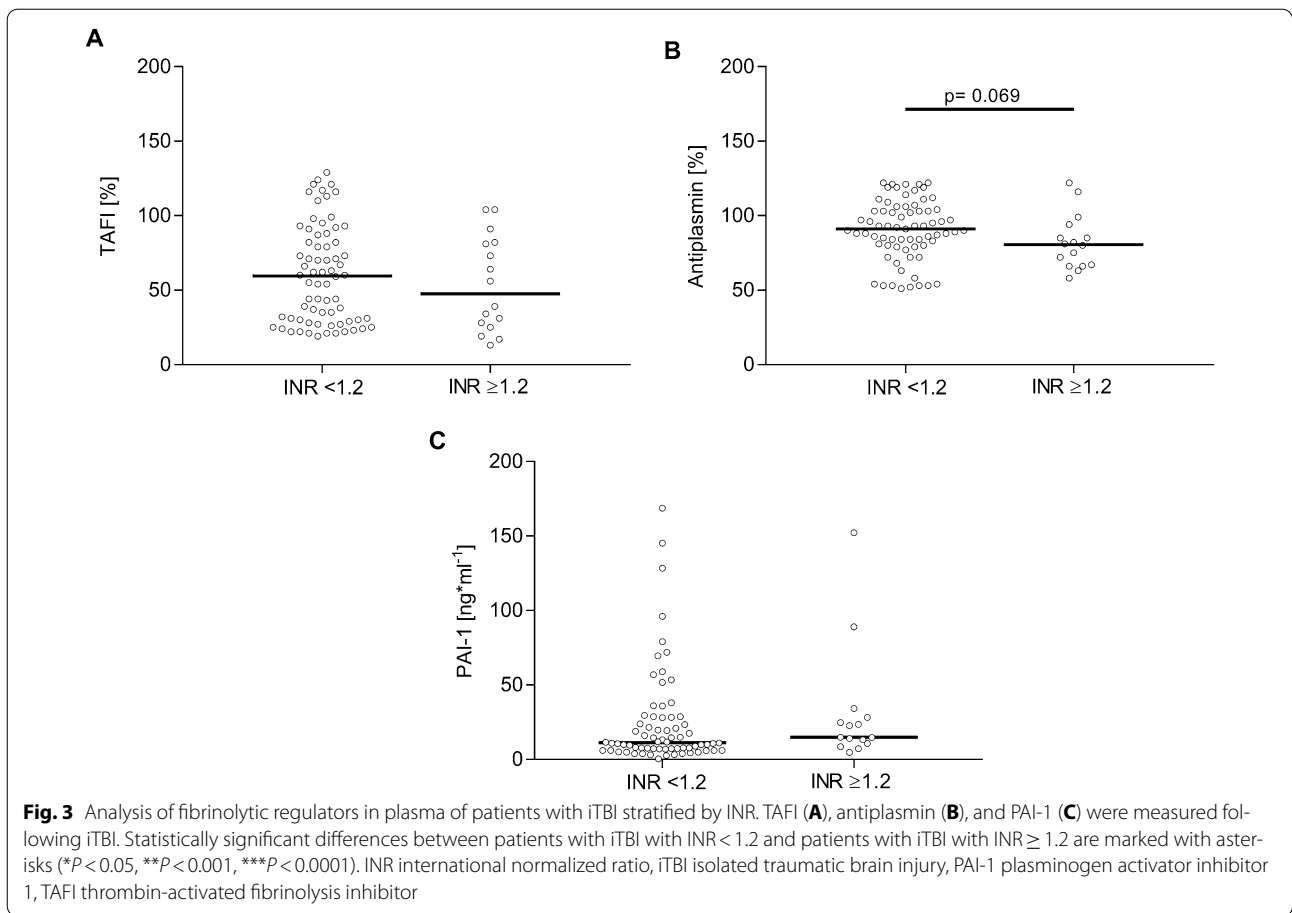 A
200
150
100
50
0
TAFI [%]
INR <1.2
INR ≥1.2
B
200
150
100
50
0
Antiplasmin [%]
p= 0.069
INR <1.2
INR ≥1.2
C
200
150
100
50
0
PAI-1 [ng*ml⁻¹]
INR <1.2
INR ≥1.2
Fig. 3 Analysis of fibrinolytic regulators in plasma of patients with iTBI stratified by INR. TAFI (A), antiplasmin (B), and PAI-1 (C) were measured fol-
lowing iTBI. Statistically significant differences between patients with iTBI with INR < 1.2 and patients with iTBI with INR ≥ 1.2 are marked with aster-
isks (*P < 0.05, **P < 0.001, ***P < 0.0001). INR international normalized ratio, iTBI isolated traumatic brain injury, PAI-1 plasminogen activator inhibitor
1, TAFI thrombin-activated fibrinolysis inhibitor